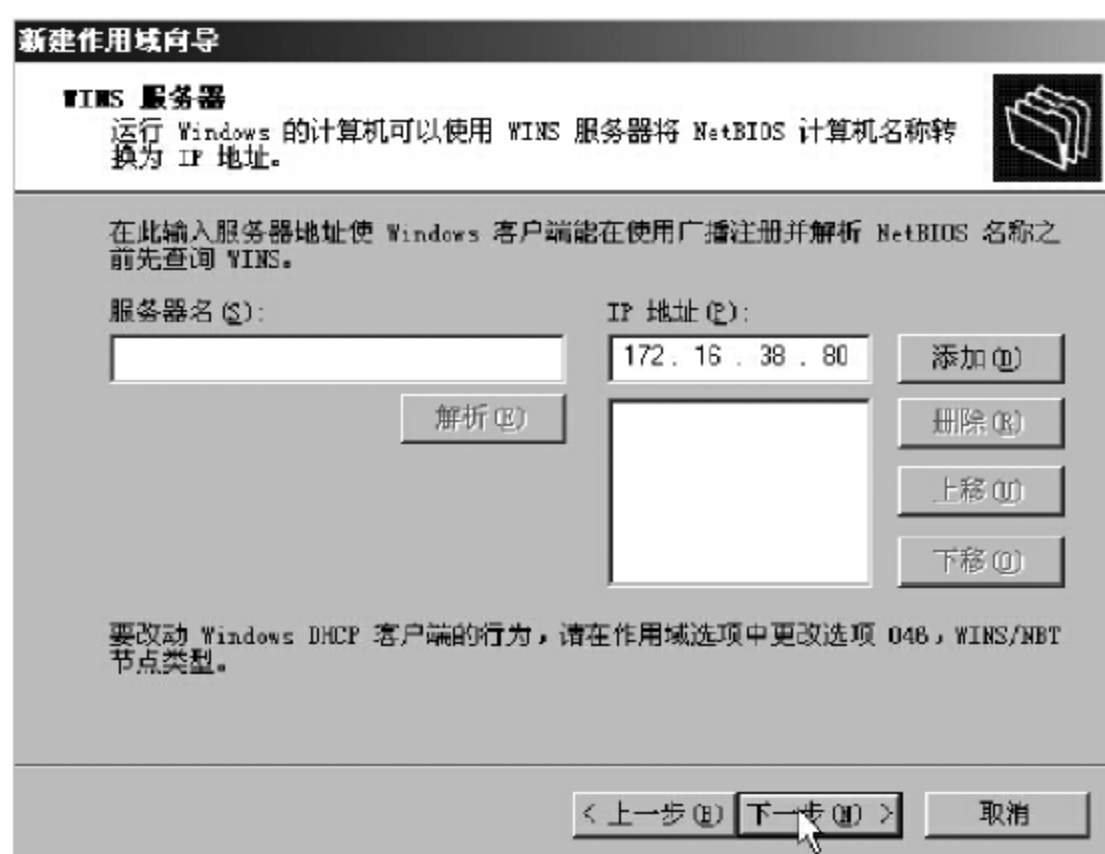 新建作用域向导
WINS 服务器
运行 Windows 的计算机可以使用 WINS 服务器将 NetBIOS 计算机名称转
换为 IP 地址。
在此输入服务器地址使 Windows 客户端能在使用广播注册并解析 NetBIOS 名称之
前先查询 WINS。
服务器名(S):
IP 地址(P):
172. 16 . 38 . 80
添加(D)
解析(E)
删除(R)
上移(U)
下移(O)
要改动 Windows DHCP 客户端的行为，请在作用域选项中更改选项 046，WINS/NBT
节点类型。
< 上一步(B)
下一步(N) >
取消